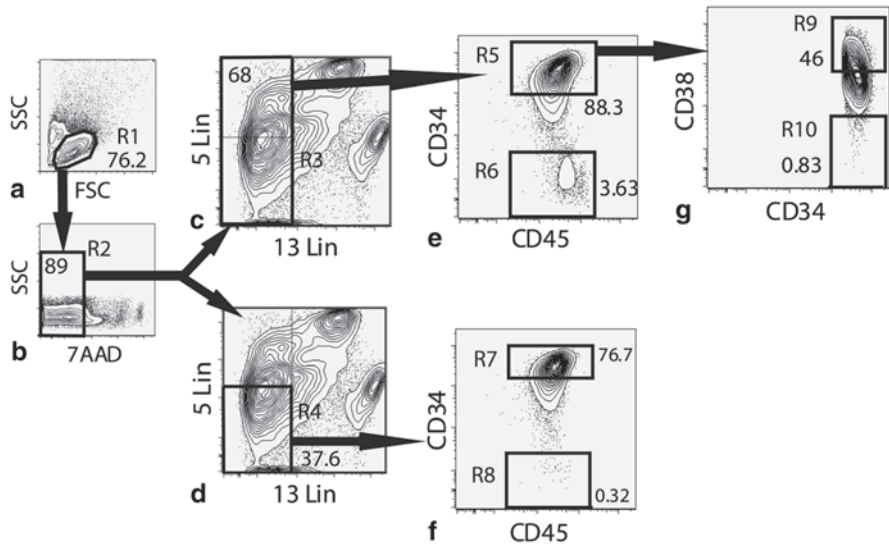 SSC
R1
76.2
a
FSC
SSC
89
R2
b
7AAD
68
5 Lin
R3
c
13 Lin
5 Lin
R4
37.6
d
13 Lin
R5
88.3
CD34
R6
3.63
e
CD45
R7
76.7
CD34
R8
0.32
f
CD45
R9
46
CD38
R10
0.83
g
CD34